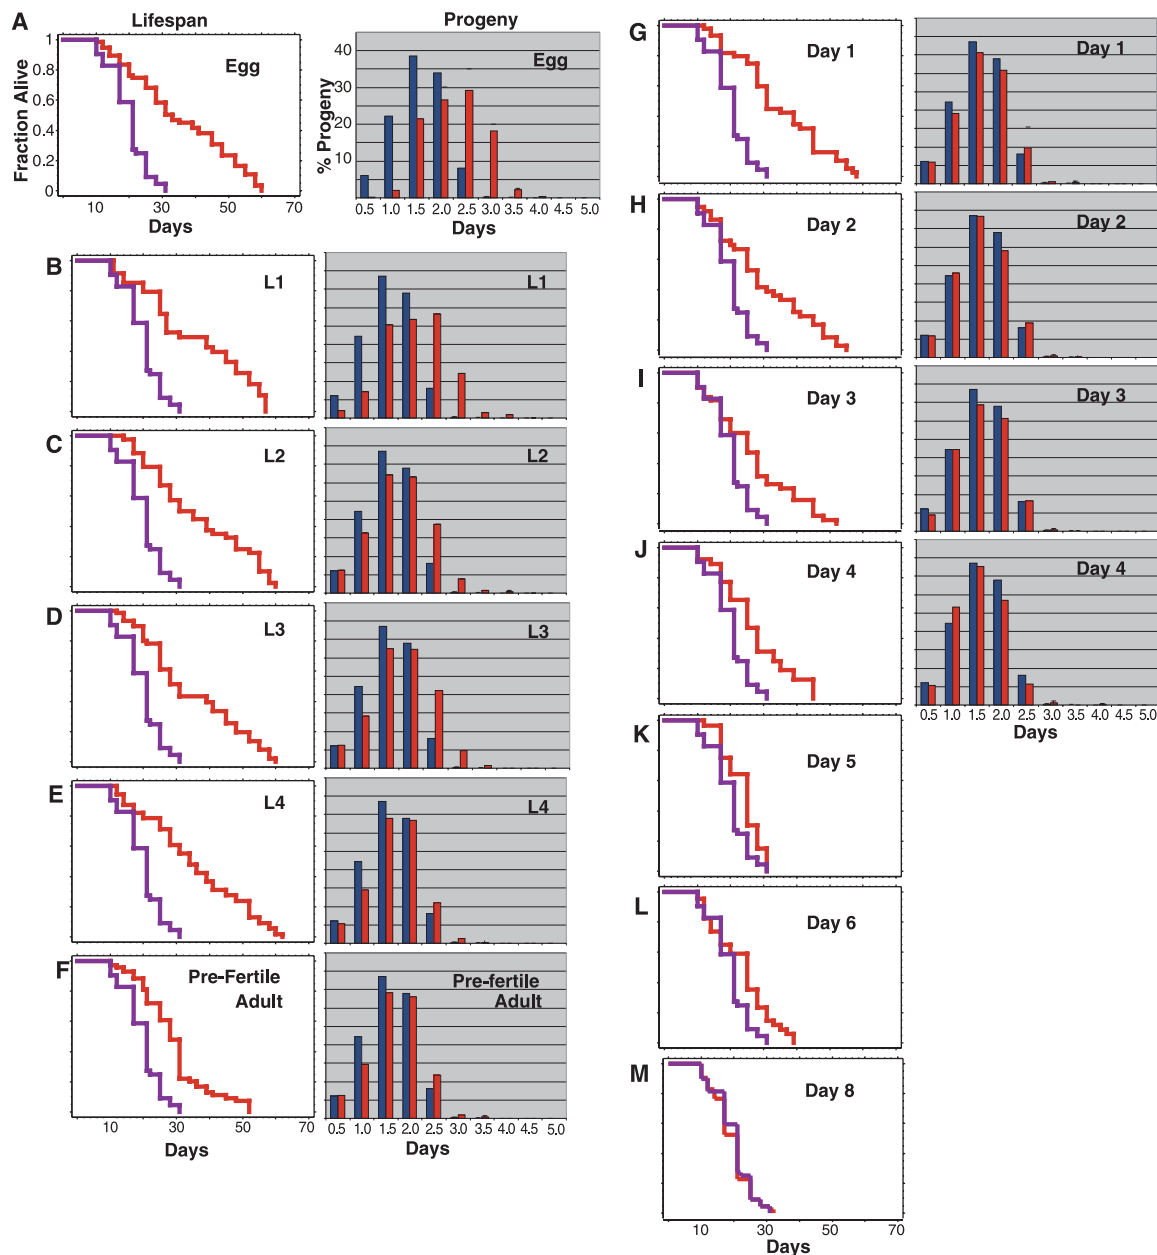 A
Lifespan
Progeny
Fraction Alive
1
0.8
0.6
0.4
0.2
0
Egg
10 30 50 70
Days
% Progeny
40
30
20
10
Egg
0.5 1.0 1.5 2.0 2.5 3.0 3.5 4.0 4.5 5.0
Days
B
L1
L1
C
L2
L2
D
L3
L3
E
L4
L4
F
Pre-Fertile
Adult
10 30 50 70
Days
Pre-fertile
Adult
0.5 1.0 1.5 2.0 2.5 3.0 3.5 4.0 4.5 5.0
Days
G
Day 1
Day 1
H
Day 2
Day 2
I
Day 3
Day 3
J
Day 4
Day 4
0.5 1.0 1.5 2.0 2.5 3.0 3.5 4.0 4.5 5.0
Days
K
Day 5
L
Day 6
M
Day 8
10 30 50 70
Days